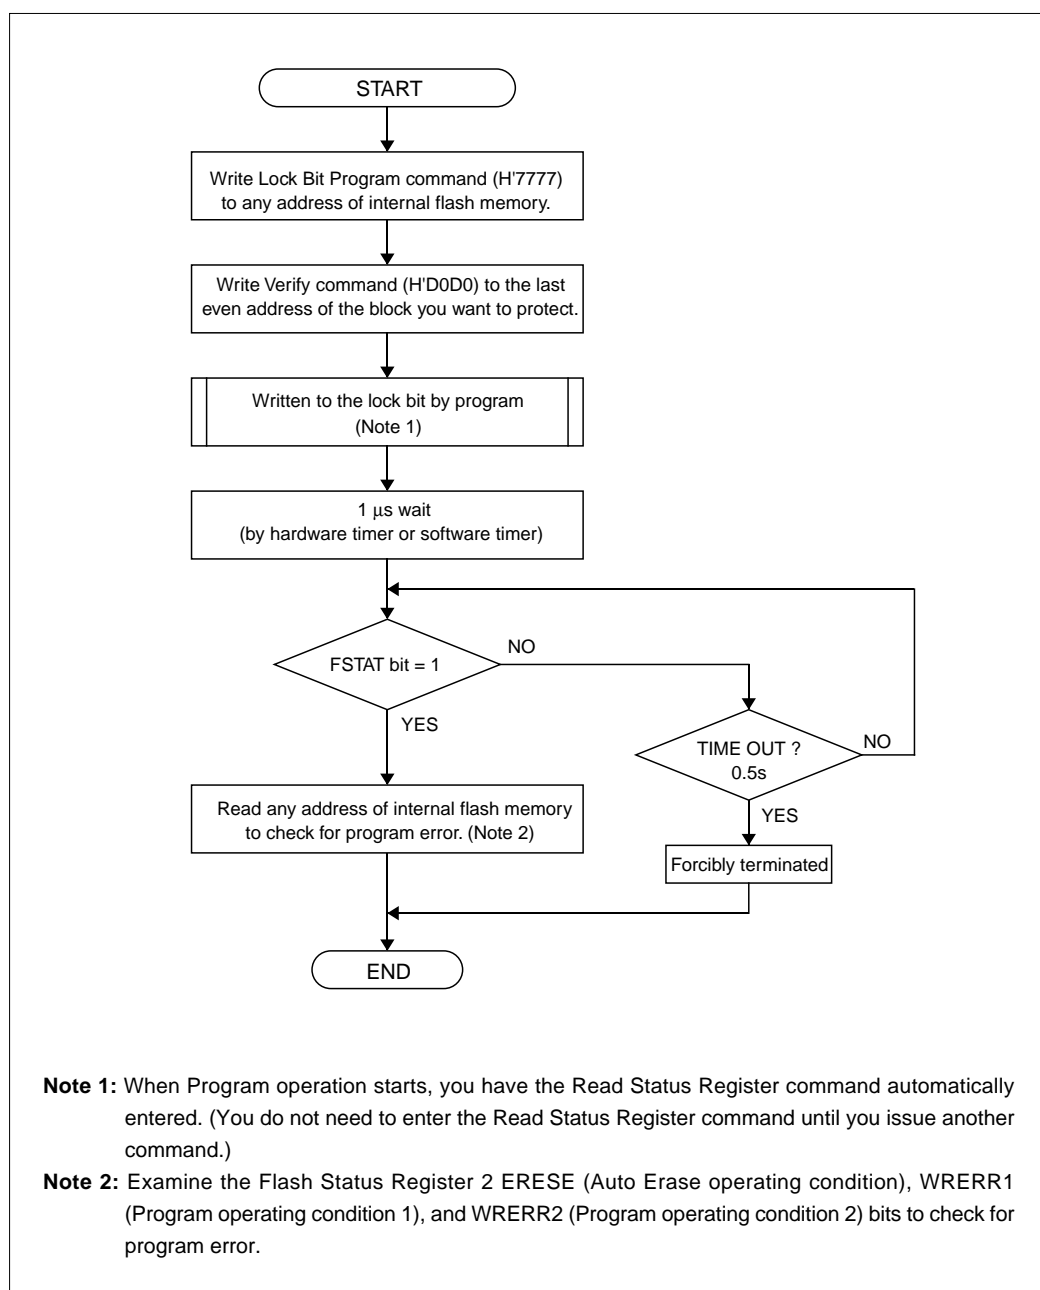 START
Write Lock Bit Program command (H'7777)
to any address of internal flash memory.
Write Verify command (H'D0D0) to the last
even address of the block you want to protect.
Written to the lock bit by program
(Note 1)
1 μs wait
(by hardware timer or software timer)
FSTAT bit = 1
NO
YES
TIME OUT ?
0.5s
NO
YES
Read any address of internal flash memory
to check for program error. (Note 2)
Forcibly terminated
END
Note 1: When Program operation starts, you have the Read Status Register command automatically
entered. (You do not need to enter the Read Status Register command until you issue another
command.)
Note 2: Examine the Flash Status Register 2 ERESE (Auto Erase operating condition), WRERR1
(Program operating condition 1), and WRERR2 (Program operating condition 2) bits to check for
program error.